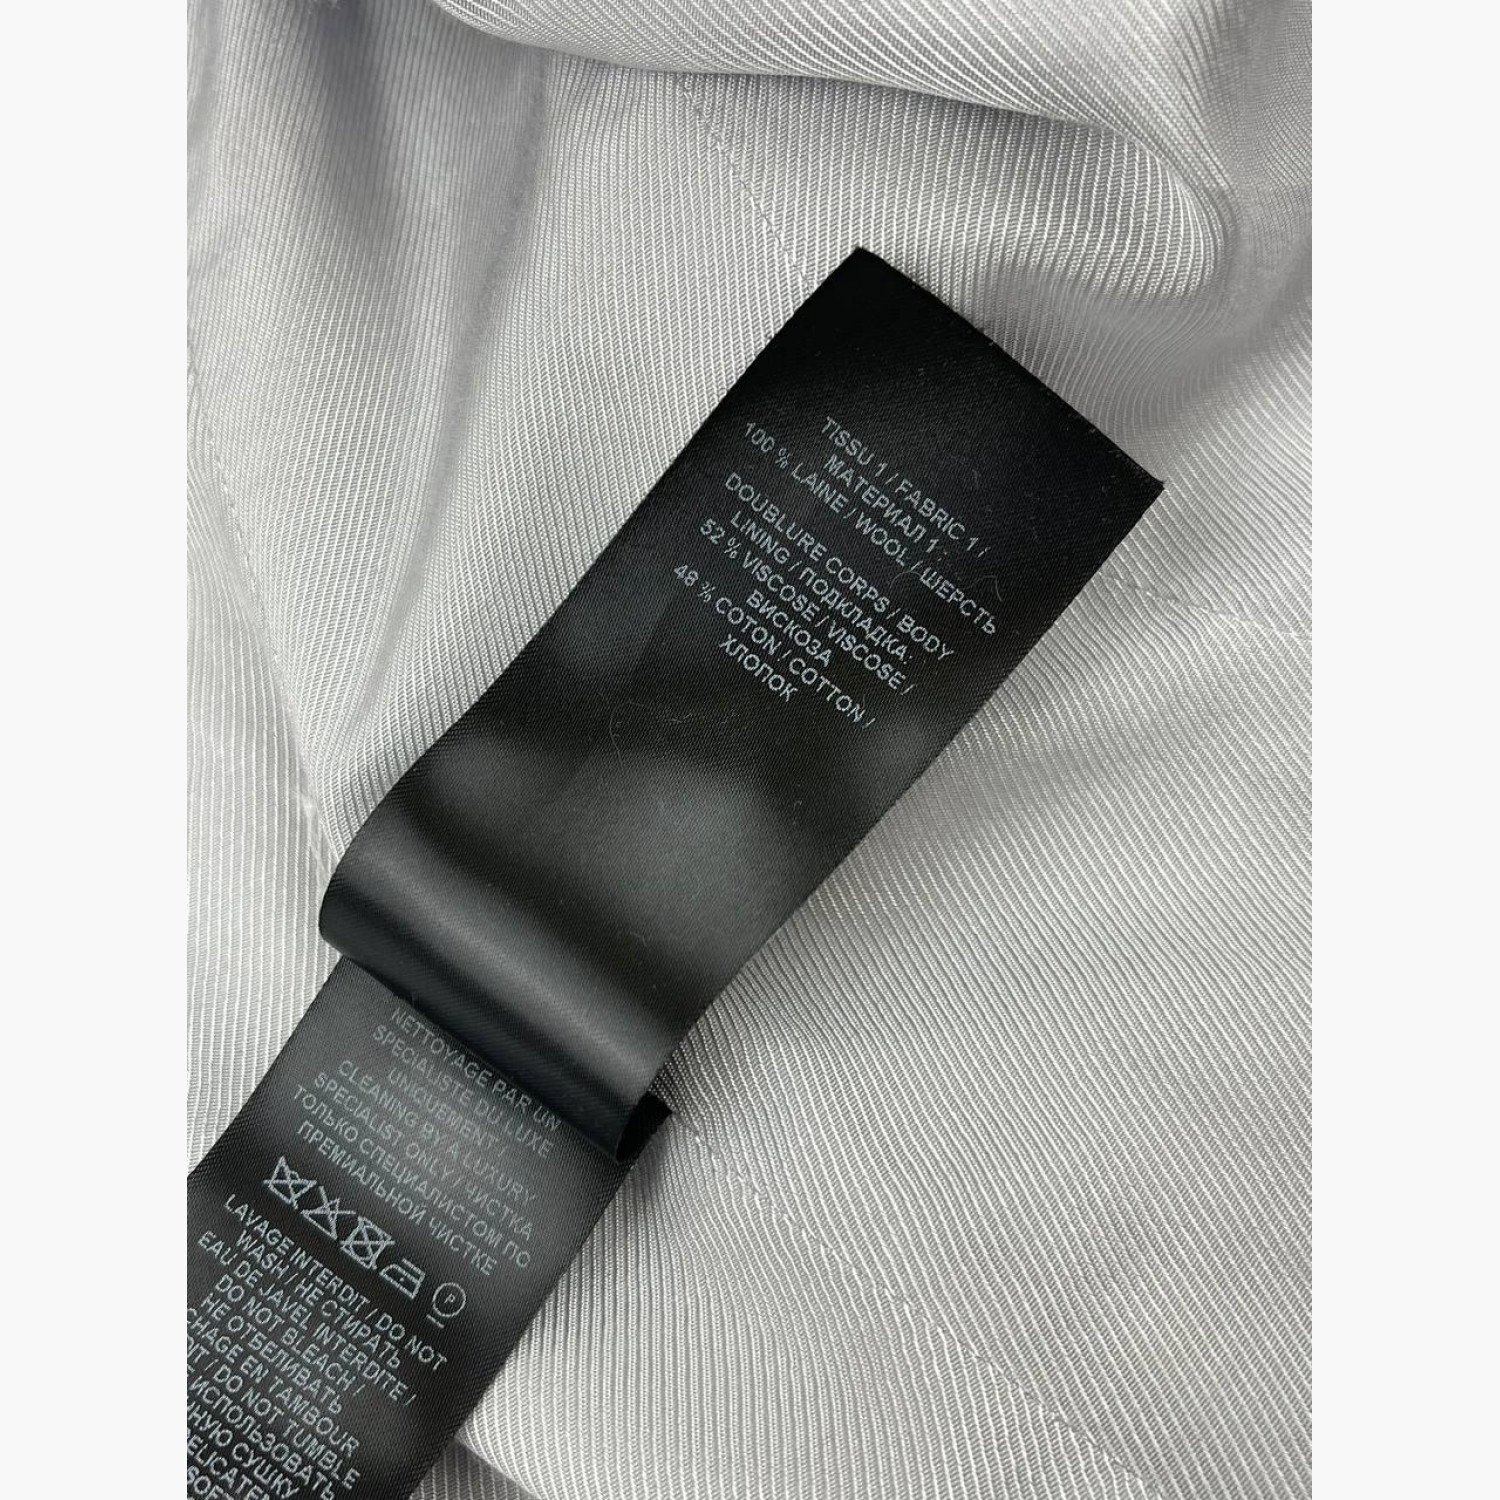 TISSU 1 / FABRIC 1 /
МАТЕРИАЛ 1:
100 % LAINE / WOOL / ШЕРСТЬ
DOUBLURE CORPS / BODY
LINING / ПОДКЛАДКА:
52 % VISCOSE / VISCOSE /
ВИСКОЗА
48 % COTON / COTTON /
ХЛОПОК
NETTOYAGE PAR UN
SPECIALISTE DU LUXE
UNIQUEMENT /
CLEANING BY A LUXURY
SPECIALIST ONLY / ЧИСТКА
ТОЛЬКО СПЕЦИАЛИСТОМ ПО
ПРЕМИАЛЬНОЙ ЧИСТКЕ
P
LAVAGE INTERDIT / DO NOT
WASH / НЕ СТИРАТЬ
EAU DE JAVEL INTERDITE /
DO NOT BLEACH /
НЕ ОТБЕЛИВАТЬ
EN TAMBOUR
/ DO NOT TUMBLE
ИСПОЛЬЗОВАТЬ
СУШКУ